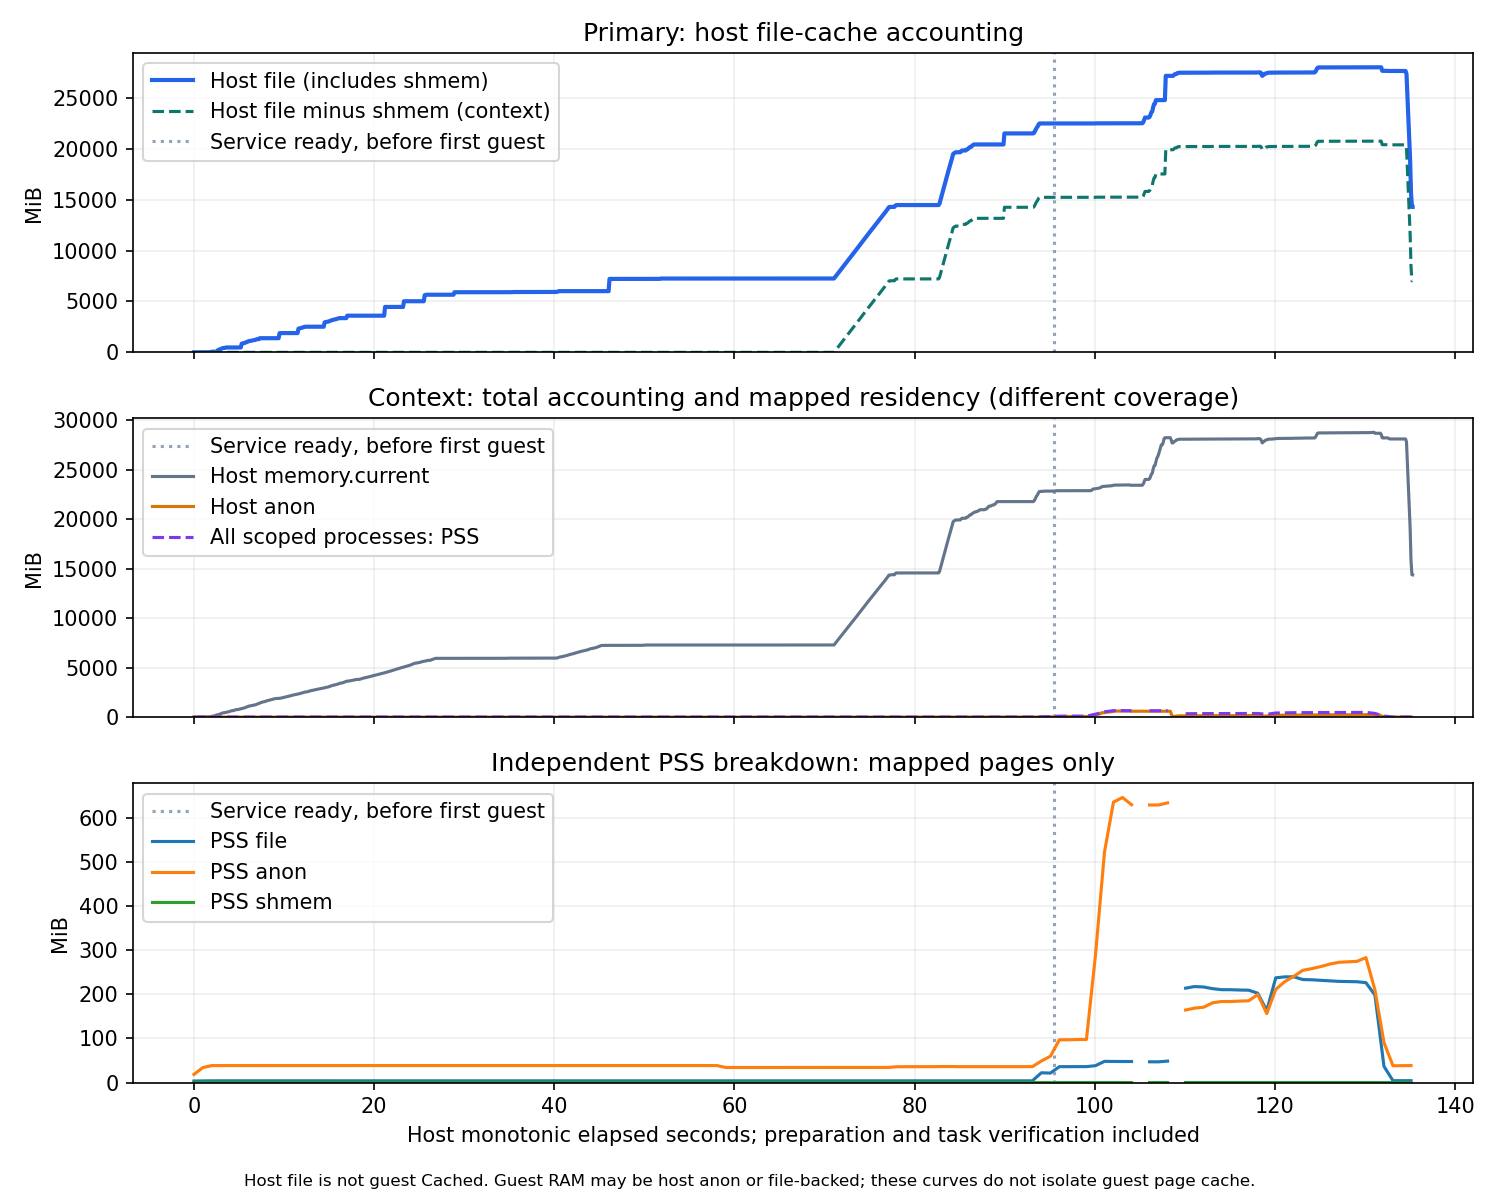 Primary: host file-cache accounting
Host file (includes shmem)
Host file minus shmem (context)
Service ready, before first guest
25000
20000
15000
10000
5000
0
MiB
Context: total accounting and mapped residency (different coverage)
Service ready, before first guest
Host memory.current
Host anon
All scoped processes: PSS
30000
25000
20000
15000
10000
5000
0
MiB
Independent PSS breakdown: mapped pages only
Service ready, before first guest
PSS file
PSS anon
PSS shmem
600
500
400
300
200
100
0
MiB
0 20 40 60 80 100 120 140
Host monotonic elapsed seconds; preparation and task verification included
Host file is not guest Cached. Guest RAM may be host anon or file-backed; these curves do not isolate guest page cache.